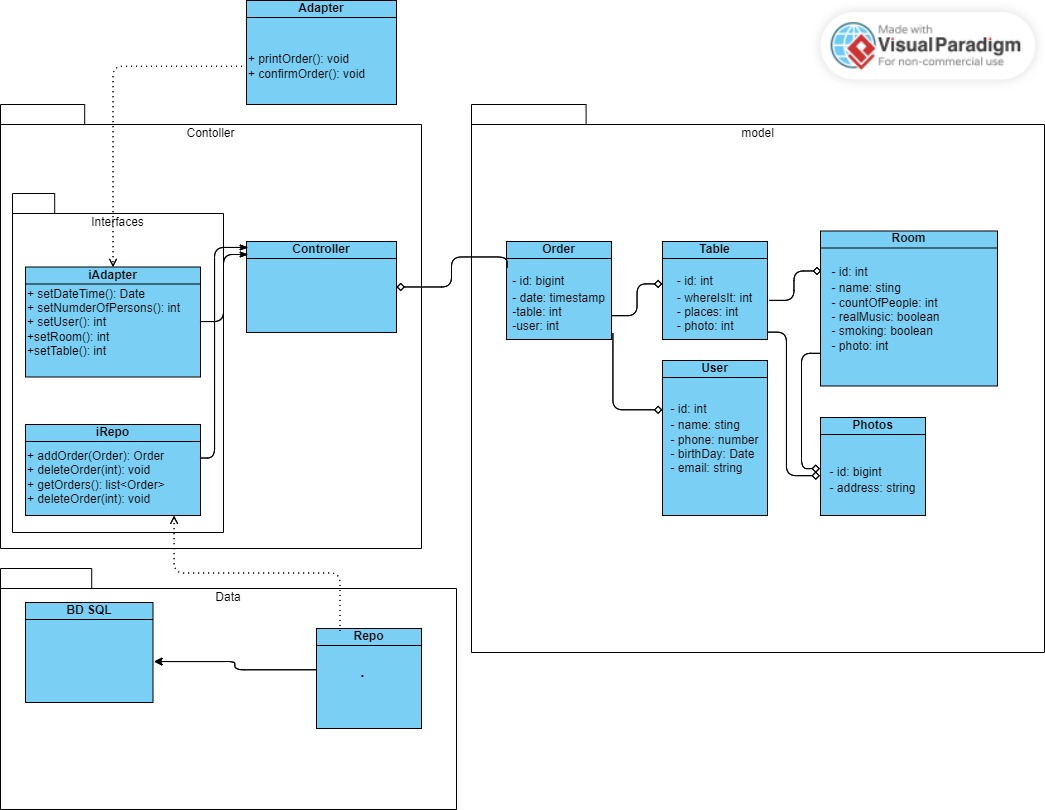 Adapter
+ printOrder(): void
+ confirmOrder(): void
Made with
VisualParadigm
For non-commercial use
Contoller
Interfaces
iAdapter
+ setDateTime(): Date
+ setNumderOfPersons(): int
+ setUser(): int
+setRoom(): int
+setTable(): int
iRepo
+ addOrder(Order): Order
+ deleteOrder(int): void
+ getOrders(): list<Order>
+ deleteOrder(int): void
Controller
model
Order
- id: bigint
- date: timestamp
-table: int
-user: int
Table
- id: int
- whereIsIt: int
- places: int
- photo: int
Room
- id: int
- name: sting
- countOfPeople: int
- realMusic: boolean
- smoking: boolean
- photo: int
User
- id: int
- name: sting
- phone: number
- birthDay: Date
- email: string
Photos
- id: bigint
- address: string
Data
BD SQL
Repo
.